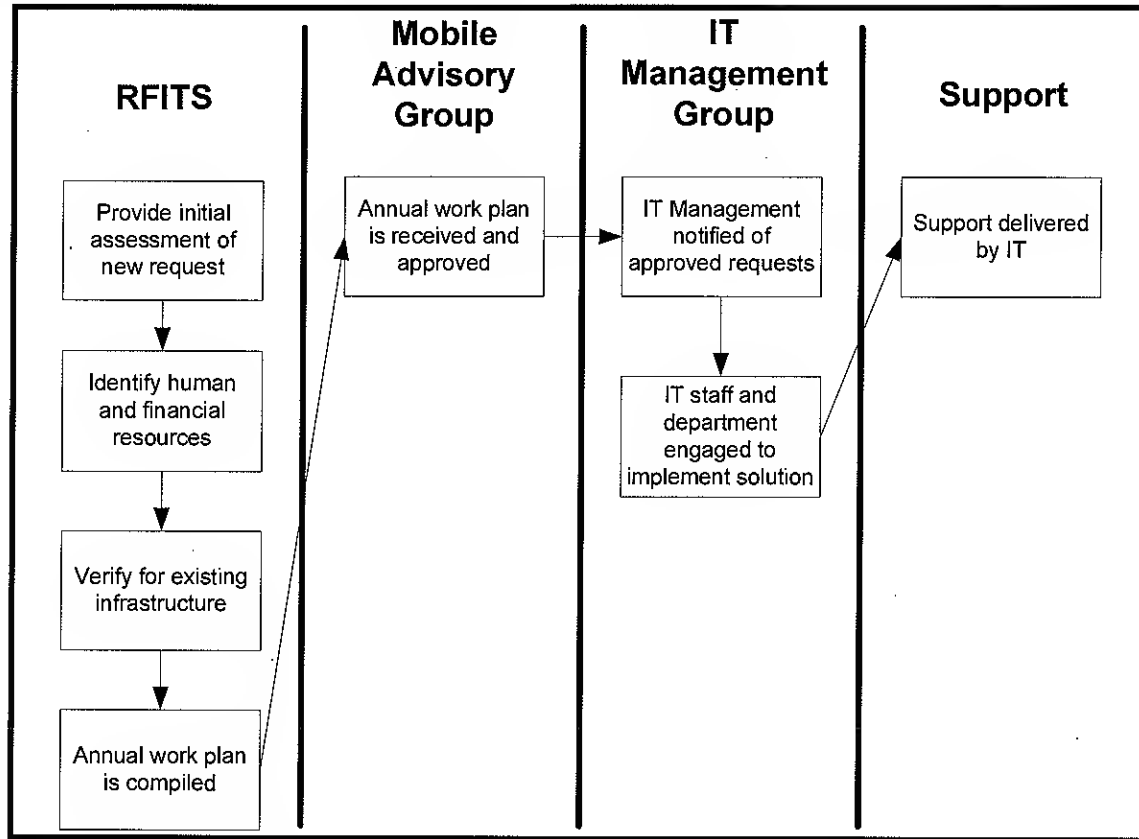 RFITS
Provide initial
assessment of
new request
Identify human
and financial
resources
Verify for existing
infrastructure
Annual work plan
is compiled
Mobile
Advisory
Group
Annual work plan
is received and
approved
IT
Management
Group
IT Management
notified of
approved requests
IT staff and
department
engaged to
implement solution
Support
Support delivered
by IT